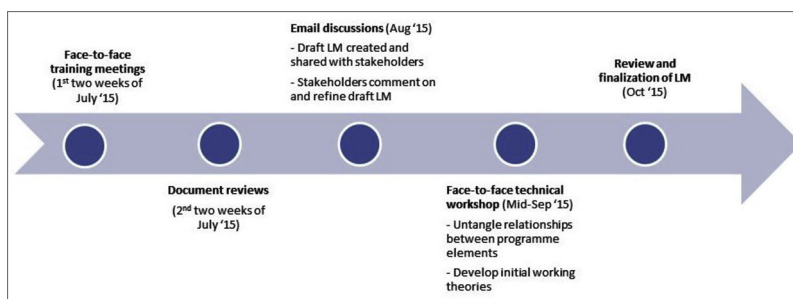 Face-to-face
training meetings
(1st two weeks of
July ‘15)
Document reviews
(2nd two weeks of
July ‘15)
Email discussions (Aug ‘15)
- Draft LM created and
shared with stakeholders
- Stakeholders comment on
and refine draft LM
Face-to-face technical
workshop (Mid-Sep ‘15)
- Untangle relationships
between programme
elements
- Develop initial working
theories
Review and
finalization of LM
(Oct ‘15)